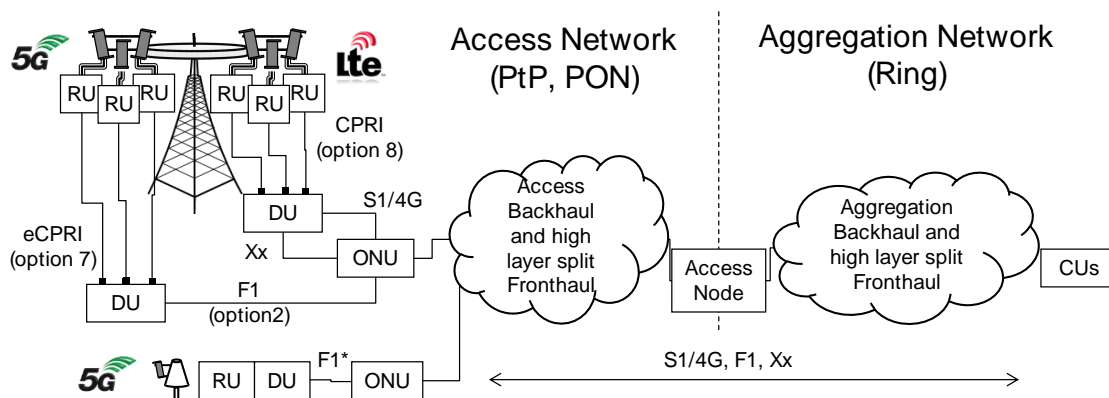 5G
Lte
Access Network
(PtP, PON)
Aggregation Network
(Ring)
RU
RU
RU
RU
RU
RU
CPRI
(option 8)
eCPRI
(option 7)
DU
S1/4G
Xx
ONU
DU
F1
(option2)
Access
Backhaul
and high
layer split
Fronthaul
Access
Node
Aggregation
Backhaul and
high layer split
Fronthaul
CUs
5G
RU
DU
F1*
ONU
S1/4G, F1, Xx